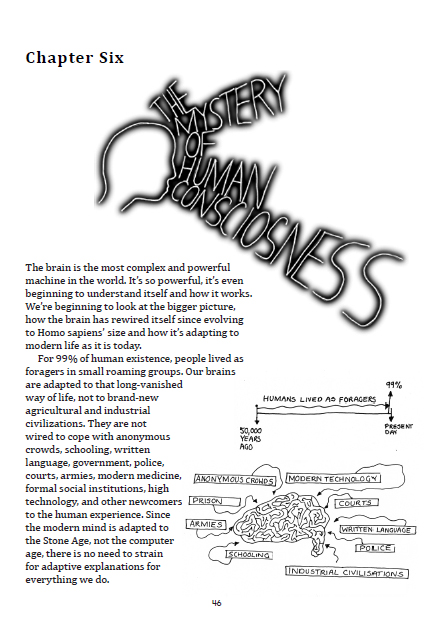 Chapter Six
THE
MYSTERY
OF
HUMAN
CONSCIOSNESS
The brain is the most complex and powerful
machine in the world. It's so powerful, it's even
beginning to understand itself and how it works.
We're beginning to look at the bigger picture,
how the brain has rewired itself since evolving
to Homo sapiens' size and how it's adapting to
modern life as it is today.
For 99% of human existence, people lived as
foragers in small roaming groups. Our brains
are adapted to that long-vanished
way of life, not to brand-new
agricultural and industrial
civilizations. They are not
wired to cope with anonymous
crowds, schooling, written
language, government, police,
courts, armies, modern medicine,
formal social institutions, high
technology, and other newcomers
to the human experience. Since
the modern mind is adapted to
the Stone Age, not the computer
age, there is no need to strain
for adaptive explanations for
everything we do.
99%
HUMANS LIVED AS FORAGERS
50,000
YEARS
AGO
PRESENT
DAY
ANONYMOUS CROWDS
MODERN TECHNOLOGY
PRISON
COURTS
ARMIES
WRITTEN LANGUAGE
SCHOOLING
POLICE
INDUSTRIAL CIVILISATIONS
46